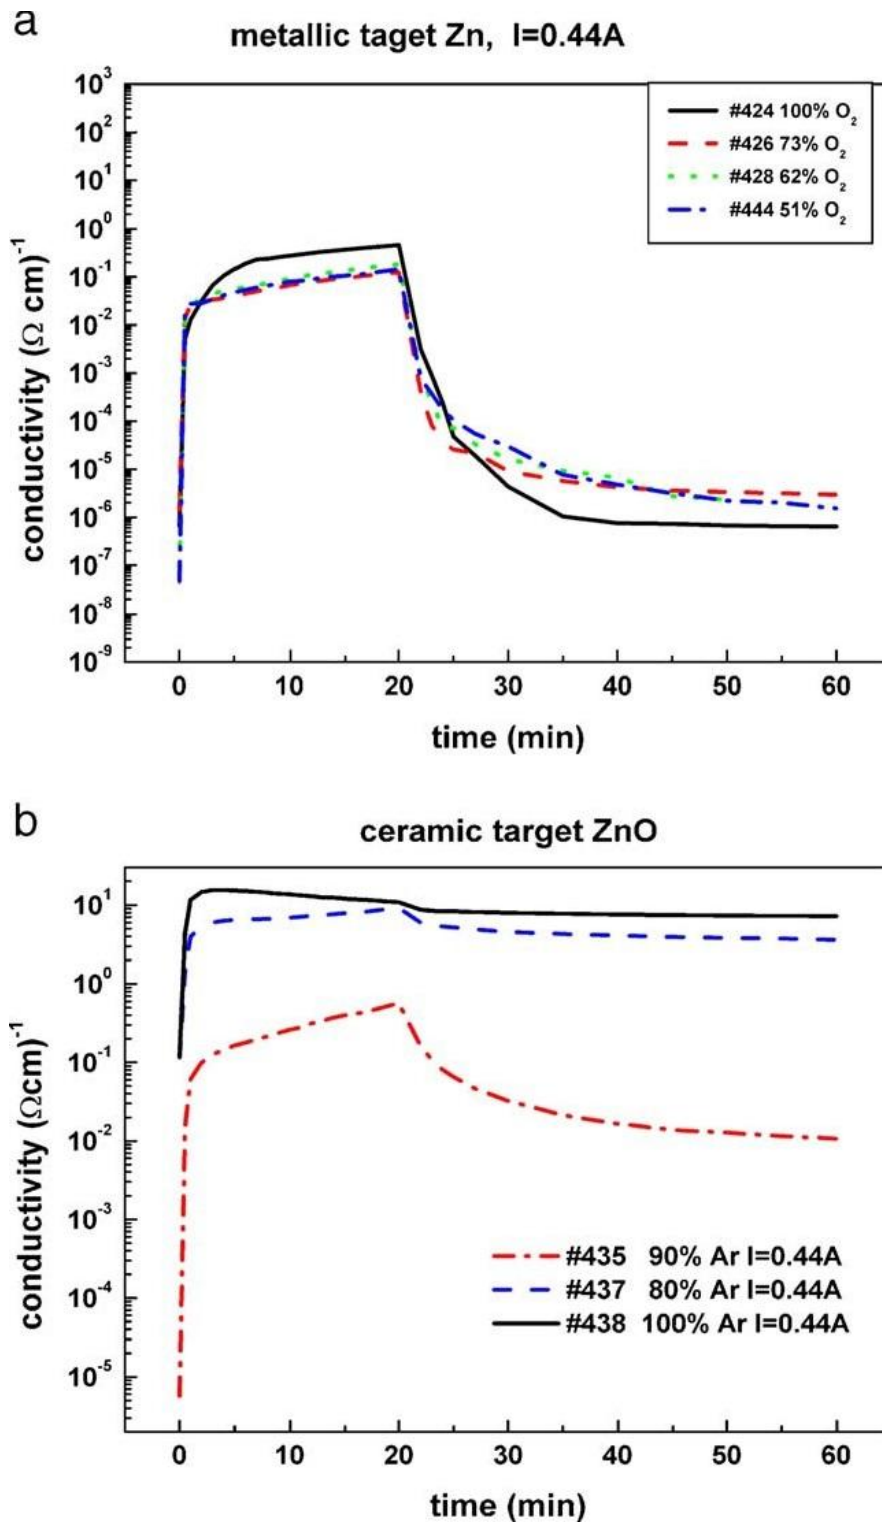 a
metallic taget Zn, I=0.44A
#424 100% O₂
#426 73% O₂
#428 62% O₂
#444 51% O₂
10³
10²
10¹
10⁰
10⁻¹
10⁻²
10⁻³
10⁻⁴
10⁻⁵
10⁻⁶
10⁻⁷
10⁻⁸
10⁻⁹
conductivity (Ω cm)⁻¹
0 10 20 30 40 50 60
time (min)
b
ceramic target ZnO
10¹
10⁰
10⁻¹
10⁻²
10⁻³
10⁻⁴
10⁻⁵
conductivity (Ωcm)⁻¹
#435 90% Ar I=0.44A
#437 80% Ar I=0.44A
#438 100% Ar I=0.44A
0 10 20 30 40 50 60
time (min)